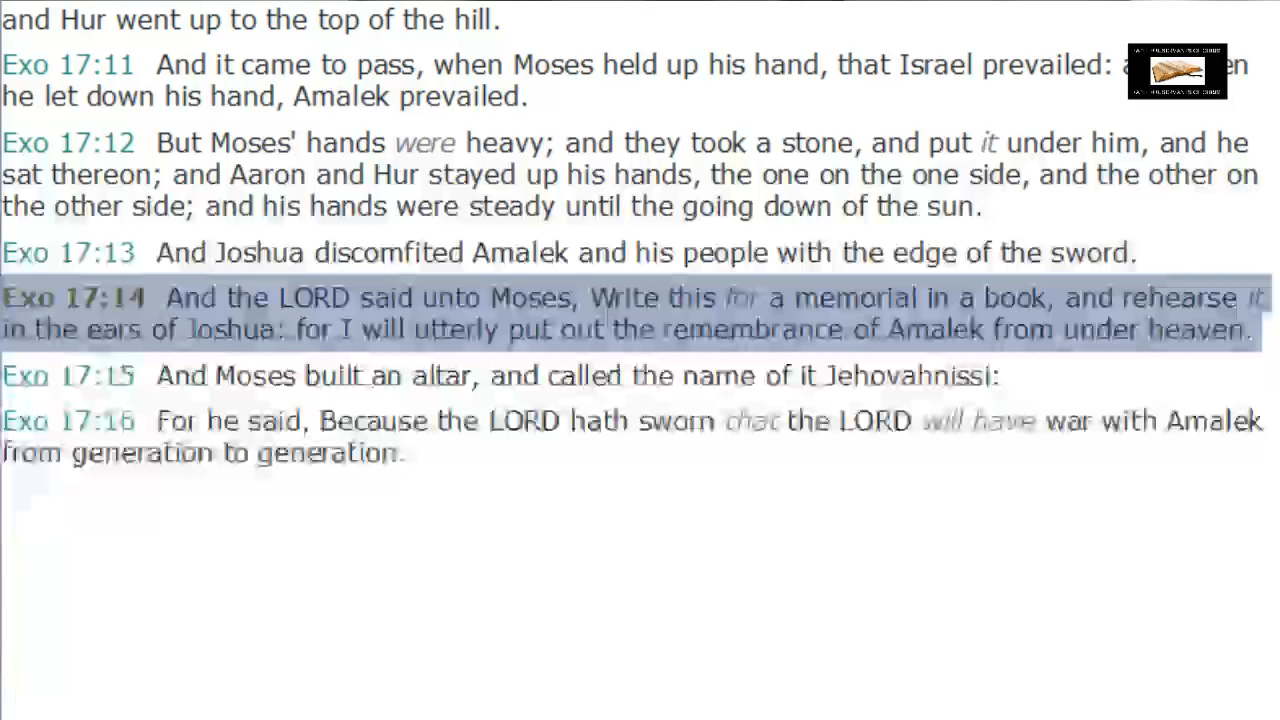 and Hur went up to the top of the hill.
Exo 17:11 And it came to pass, when Moses held up his hand, that Israel prevailed: en
he let down his hand, Amalek prevailed.
Exo 17:12 But Moses' hands were heavy; and they took a stone, and put it under him, and he
sat thereon; and Aaron and Hur stayed up his hands, the one on the one side, and the other on
the other side; and his hands were steady until the going down of the sun.
Exo 17:13 And Joshua discomfited Amalek and his people with the edge of the sword.
Exo 17:14 And the LORD said unto Moses, Write this for a memorial in a book, and rehearse it
in the ears of Joshua: for I will utterly put out the remembrance of Amalek from under heaven.
Exo 17:15 And Moses built an altar, and called the name of it Jehovahnissi:
Exo 17:16 For he said, Because the LORD hath sworn that the LORD will have war with Amalek
from generation to generation.